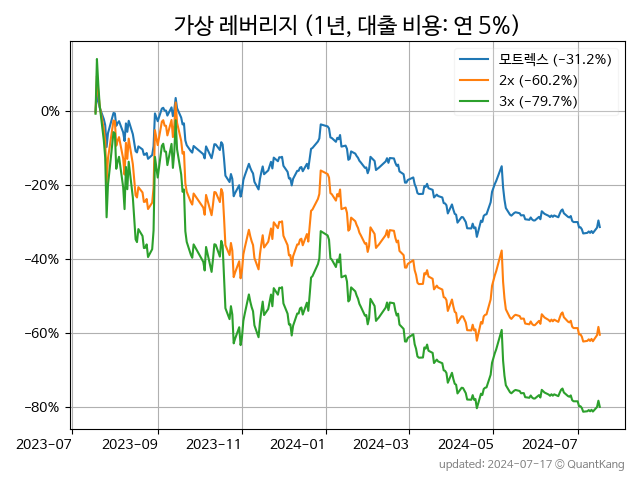 가상 레버리지 (1년, 대출 비용: 연 5%)
모트렉스 (−31.2%)
2x (−60.2%)
3x (−79.7%)
0%
−20%
−40%
−60%
−80%
2023-07 2023-09 2023-11 2024-01 2024-03 2024-05 2024-07
updated: 2024-07-17 © QuantKang